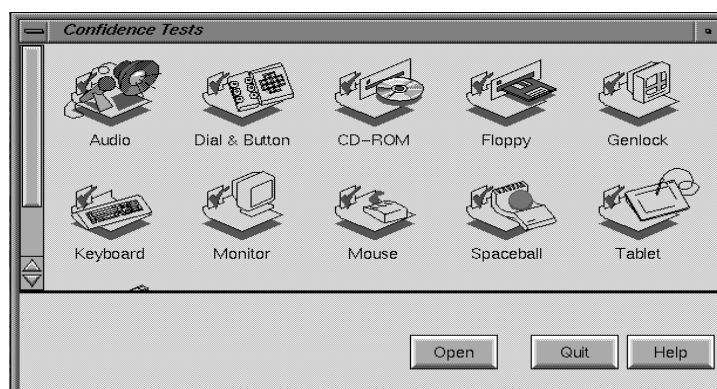 Confidence Tests
Audio Dial & Button CD-ROM Floppy Genlock
Keyboard Monitor Mouse Spaceball Tablet
Open Quit Help